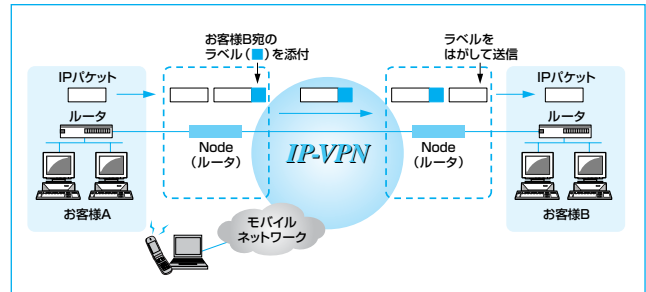 お客様B宛の
ラベル(■)を添付
ラベルを
はがして送信
IPパケット
IPパケット
ルータ
ルータ
Node
(ルータ)
IP-VPN
Node
(ルータ)
お客様A
お客様B
モバイル
ネットワーク